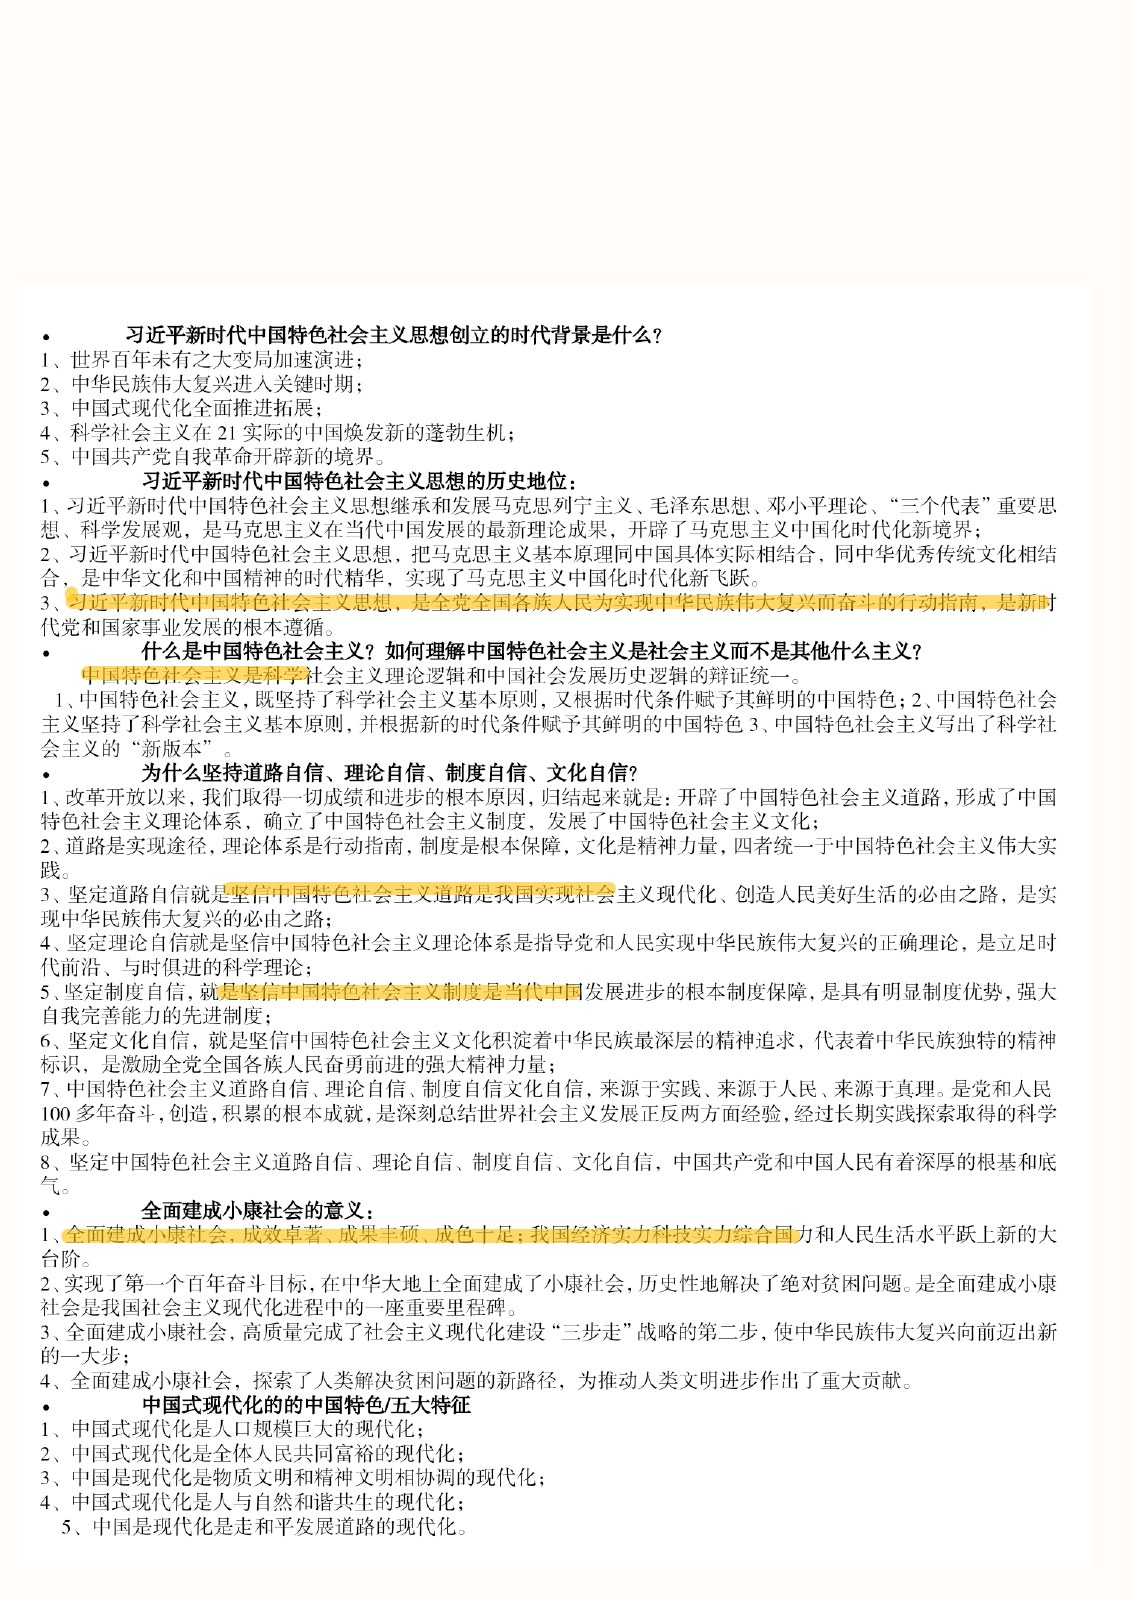 • 习近平新时代中国特色社会主义思想创立的时代背景是什么？
1、世界百年未有之大变局加速演进；
2、中华民族伟大复兴进入关键时期；
3、中国式现代化全面推进拓展；
4、科学社会主义在 21 实际的中国焕发新的蓬勃生机；
5、中国共产党自我革命开辟新的境界。
• 习近平新时代中国特色社会主义思想的历史地位：
1、习近平新时代中国特色社会主义思想继承和发展马克思列宁主义、毛泽东思想、邓小平理论、“三个代表”重要思
想、科学发展观，是马克思主义在当代中国发展的最新理论成果，开辟了马克思主义中国化时代化新境界；
2、习近平新时代中国特色社会主义思想，把马克思主义基本原理同中国具体实际相结合，同中华优秀传统文化相结
合，是中华文化和中国精神的时代精华，实现了马克思主义中国化时代化新飞跃。
3、习近平新时代中国特色社会主义思想，是全党全国各族人民为实现中华民族伟大复兴而奋斗的行动指南，是新时
代党和国家事业发展的根本遵循。
• 什么是中国特色社会主义？如何理解中国特色社会主义是社会主义而不是其他什么主义？
中国特色社会主义是科学社会主义理论逻辑和中国社会发展历史逻辑的辩证统一。
1、中国特色社会主义，既坚持了科学社会主义基本原则，又根据时代条件赋予其鲜明的中国特色；2、中国特色社会
主义坚持了科学社会主义基本原则，并根据新的时代条件赋予其鲜明的中国特色 3、中国特色社会主义写出了科学社
会主义的“新版本”。
• 为什么坚持道路自信、理论自信、制度自信、文化自信？
1、改革开放以来，我们取得一切成绩和进步的根本原因，归结起来就是：开辟了中国特色社会主义道路，形成了中国
特色社会主义理论体系，确立了中国特色社会主义制度，发展了中国特色社会主义文化；
2、道路是实现途径，理论体系是行动指南，制度是根本保障，文化是精神力量，四者统一于中国特色社会主义伟大实
践。
3、坚定道路自信就是坚信中国特色社会主义道路是我国实现社会主义现代化、创造人民美好生活的必由之路，是实
现中华民族伟大复兴的必由之路；
4、坚定理论自信就是坚信中国特色社会主义理论体系是指导党和人民实现中华民族伟大复兴的正确理论，是立足时
代前沿、与时俱进的科学理论；
5、坚定制度自信，就是坚信中国特色社会主义制度是当代中国发展进步的根本制度保障，是具有明显制度优势，强大
自我完善能力的先进制度；
6、坚定文化自信，就是坚信中国特色社会主义文化积淀着中华民族最深层的精神追求，代表着中华民族独特的精神
标识，是激励全党全国各族人民奋勇前进的强大精神力量；
7、中国特色社会主义道路自信、理论自信、制度自信文化自信，来源于实践、来源于人民、来源于真理。是党和人民
100 多年奋斗，创造，积累的根本成就，是深刻总结世界社会主义发展正反两方面经验，经过长期实践探索取得的科学
成果。
8、坚定中国特色社会主义道路自信、理论自信、制度自信、文化自信，中国共产党和中国人民有着深厚的根基和底
气。
• 全面建成小康社会的意义：
1、全面建成小康社会，成效卓著、成果丰硕、成色十足；我国经济实力科技实力综合国力和人民生活水平跃上新的大
台阶。
2、实现了第一个百年奋斗目标，在中华大地上全面建成了小康社会，历史性地解决了绝对贫困问题。是全面建成小康
社会是我国社会主义现代化进程中的一座重要里程碑。
3、全面建成小康社会，高质量完成了社会主义现代化建设“三步走”战略的第二步，使中华民族伟大复兴向前迈出新
的一大步；
4、全面建成小康社会，探索了人类解决贫困问题的新路径，为推动人类文明进步作出了重大贡献。
• 中国式现代化的的中国特色/五大特征
1、中国式现代化是人口规模巨大的现代化；
2、中国式现代化是全体人民共同富裕的现代化；
3、中国是现代化是物质文明和精神文明相协调的现代化；
4、中国式现代化是人与自然和谐共生的现代化；
5、中国是现代化是走和平发展道路的现代化。